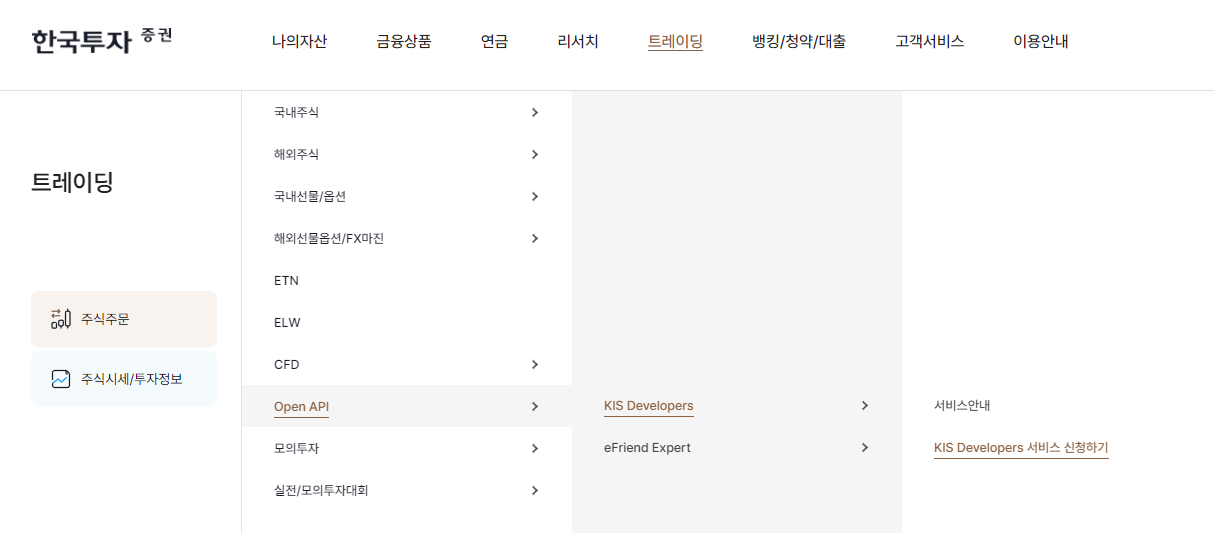 한국투자 증권
나의자산 금융상품 연금 리서치 트레이딩 뱅킹/청약/대출 고객서비스 이용안내
트레이딩
주식주문
주식시세/투자정보
국내주식
해외주식
국내선물/옵션
해외선물옵션/FX마진
ETN
ELW
CFD
Open API
모의투자
실전/모의투자대회
KIS Developers
eFriend Expert
서비스안내
KIS Developers 서비스 신청하기